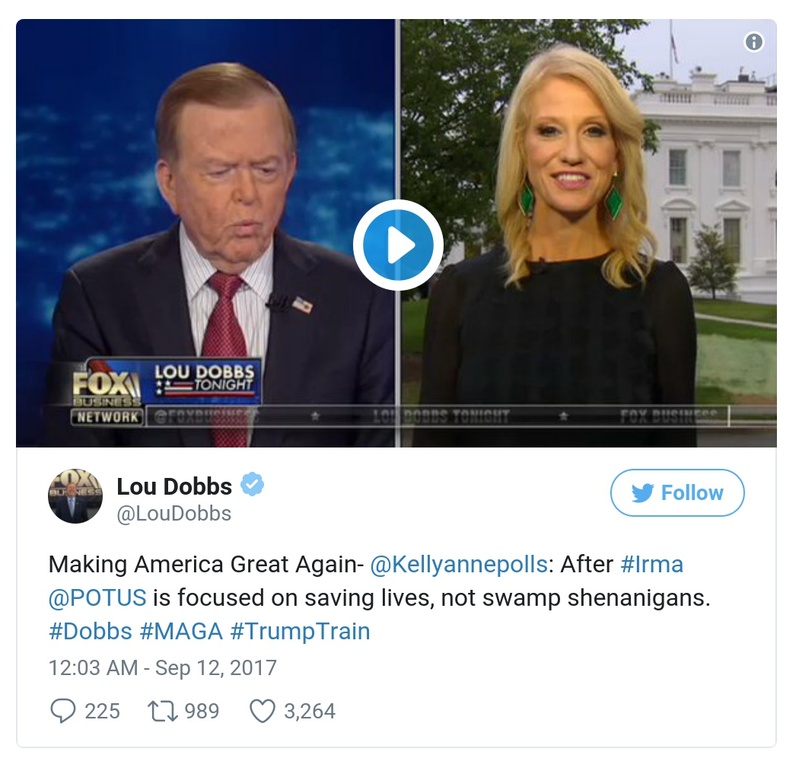 FOX
BUSINESS
NETWORK
LOU DOBBS
TONIGHT
@FOXBUSINESS
LOU DOBBS TONIGHT
FOX BUSINESS
FOX
BUSINESS
Lou Dobbs
@LouDobbs
Follow
Making America Great Again- @Kellyannepolls: After #Irma
@POTUS is focused on saving lives, not swamp shenanigans.
#Dobbs #MAGA #TrumpTrain
12:03 AM - Sep 12, 2017
225
989
3,264